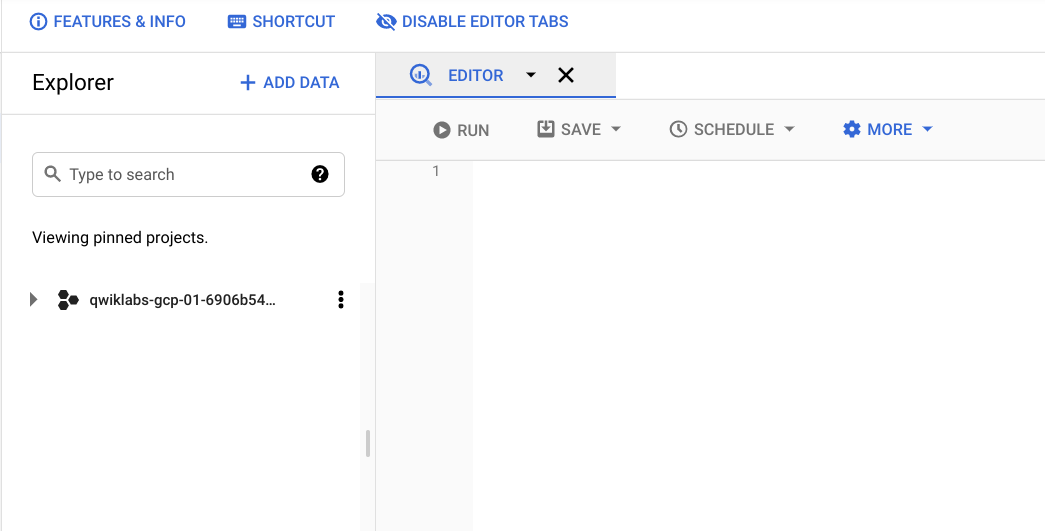 FEATURES & INFO
SHORTCUT
DISABLE EDITOR TABS
Explorer
+ ADD DATA
EDITOR
RUN
SAVE
SCHEDULE
MORE
Type to search
?
Viewing pinned projects.
qwiklabs-gcp-01-6906b54...
1